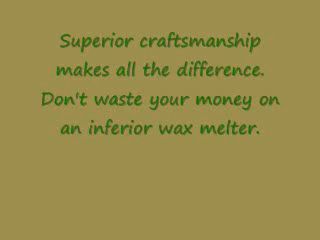 Superior craftsmanship
makes all the difference.
Don't waste your money on
an inferior wax melter.